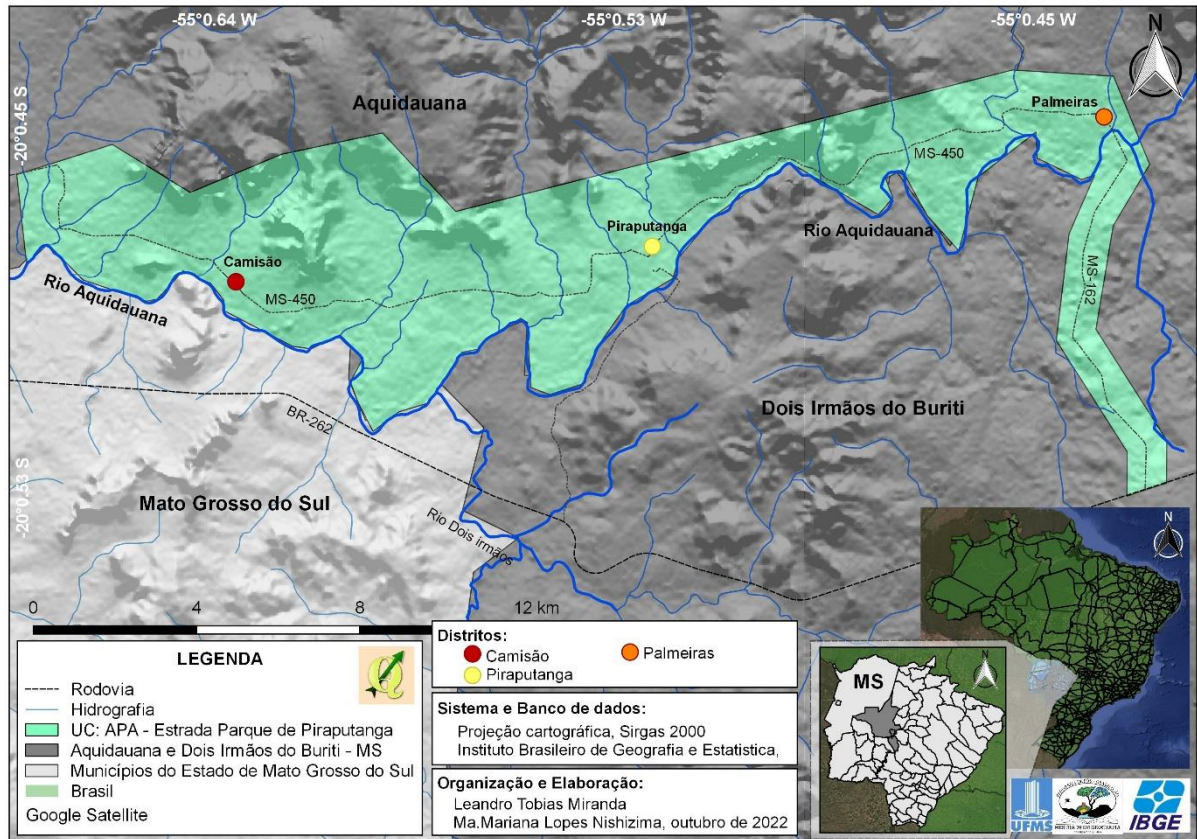 -55°0.64 W
-55°0.53 W
-55°0.45 W
N
-20°0.45 S
Aquidauana
Palmeiras
MS-450
Piraputanga
Rio Aquidauana
Camisão
MS-450
Rio Aquidauana
MS-162
Dois Irmãos do Buriti
BR-262
-20°0.53 S
Mato Grosso do Sul
Rio Dois irmãos
0 4 8 12 km
LEGENDA
Rodovia
Hidrografia
UC: APA - Estrada Parque de Piraputanga
Aquidauana e Dois Irmãos do Buriti - MS
Municípios do Estado de Mato Grosso do Sul
Brasil
Google Satellite
Distritos:
Camisão
Palmeiras
Piraputanga
Sistema e Banco de dados:
Projeção cartográfica, Sirgas 2000
Instituto Brasileiro de Geografia e Estatistica,
Organização e Elaboração:
Leandro Tobias Miranda
Ma.Mariana Lopes Nishizima, outubro de 2022
N
MS
N
UFMS
IBGE